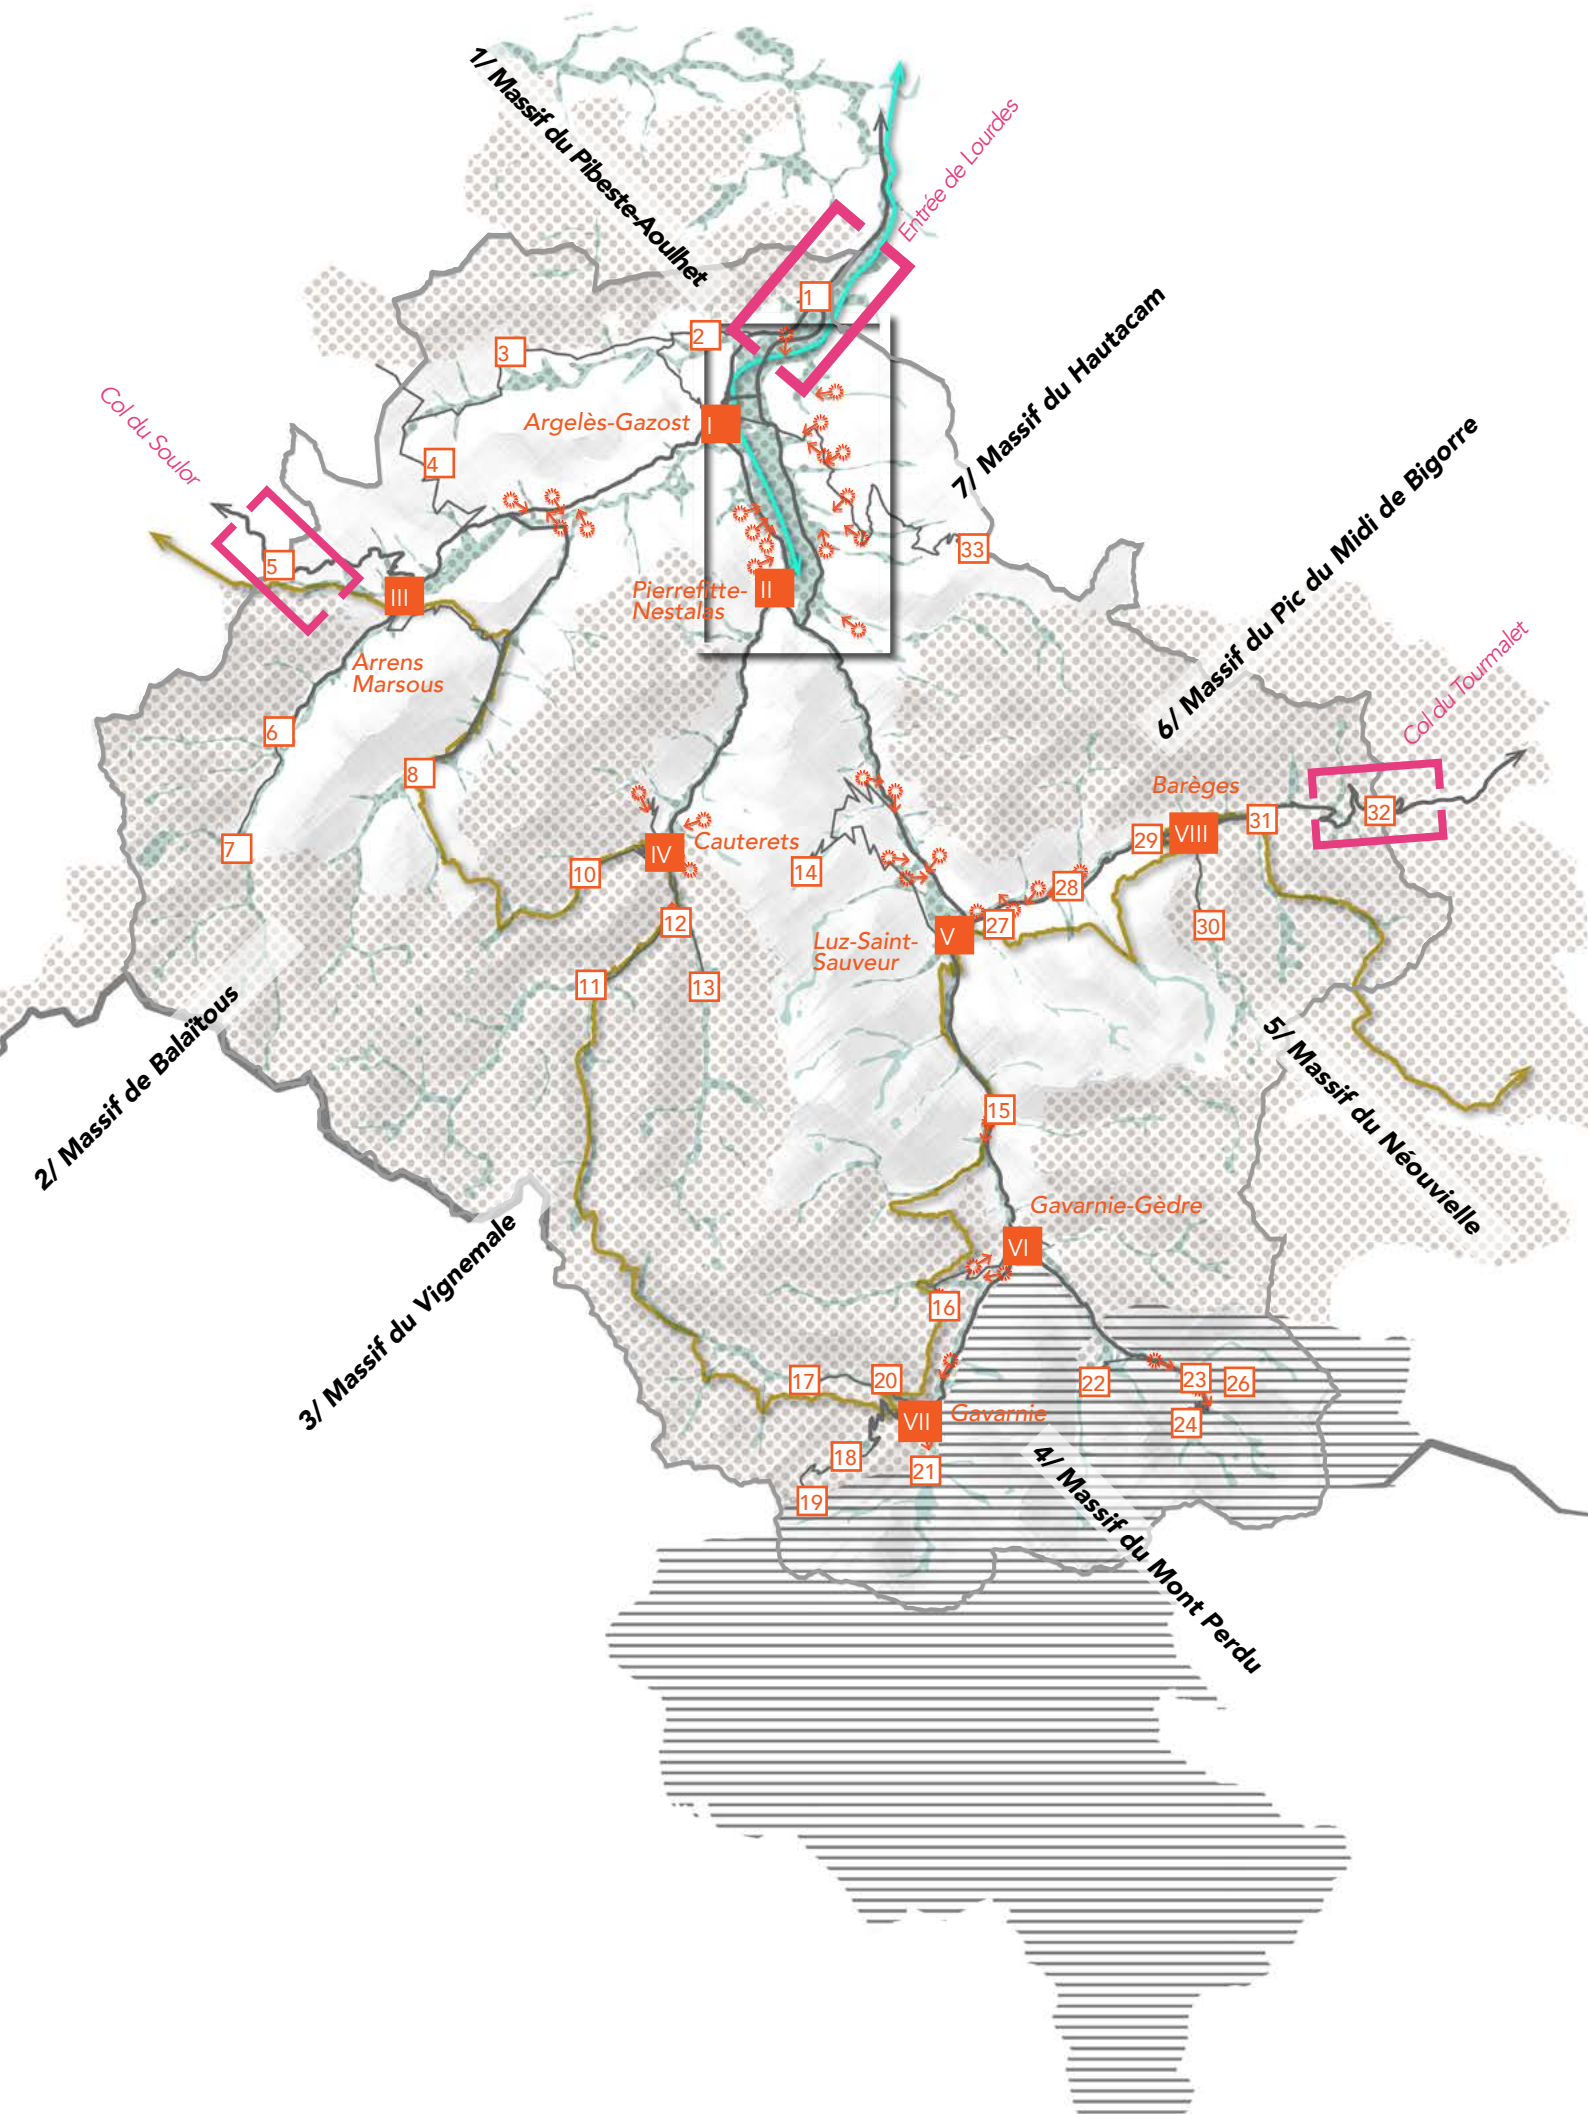 1/ Massif du Pibeste-Aoulhet
Entrée de Lourdes
1
2
3
7/ Massif du Hautacam
Col du Soulor
Argelès-Gazost
I
4
6/ Massif du Pic du Midi de Bigorre
33
5
III
Pierrefitte-
Nestalas
II
Arrens
Marsous
Col du Tourmalet
6
8
Barèges
7
IV
Cauterets
14
29
VIII
31
32
10
28
12
Luz-Saint-
Sauveur
V
27
30
11
13
2/ Massif de Balaïtous
5/ Massif du Néouvielle
15
3/ Massif du Vignemale
Gavarnie-Gèdre
VI
16
17
20
22
23
26
VII
Gavarnie
24
18
21
19
4/ Massif du Mont Perdu